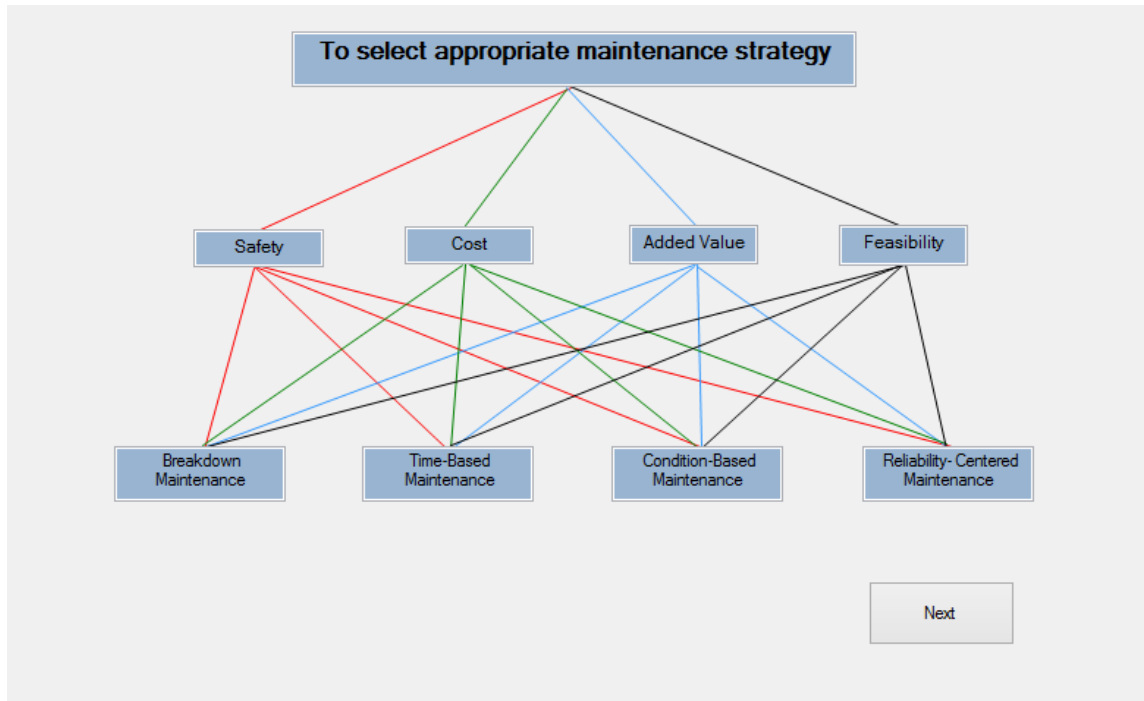 To select appropriate maintenance strategy
Safety
Cost
Added Value
Feasibility
Breakdown
Maintenance
Time-Based
Maintenance
Condition-Based
Maintenance
Reliability- Centered
Maintenance
Next